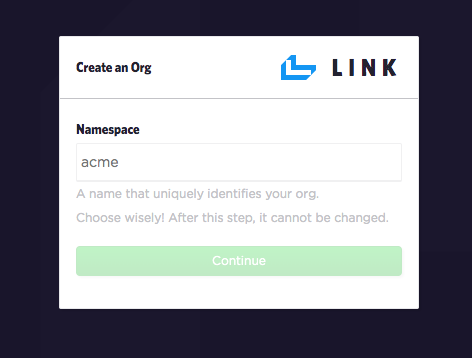 Create an Org
LINK
Namespace
acme
A name that uniquely identifies your org.
Choose wisely! After this step, it cannot be changed.
Continue